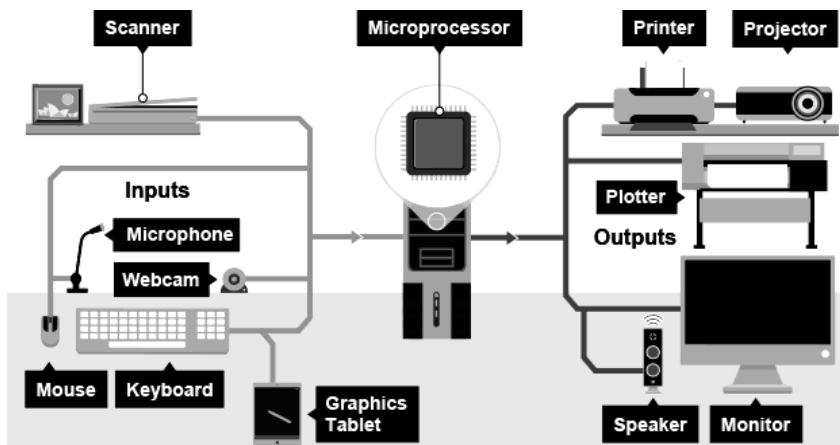 Scanner
Microprocessor
Printer
Projector
Inputs
Plotter
Microphone
Outputs
Webcam
Mouse
Keyboard
Graphics
Tablet
Speaker
Monitor